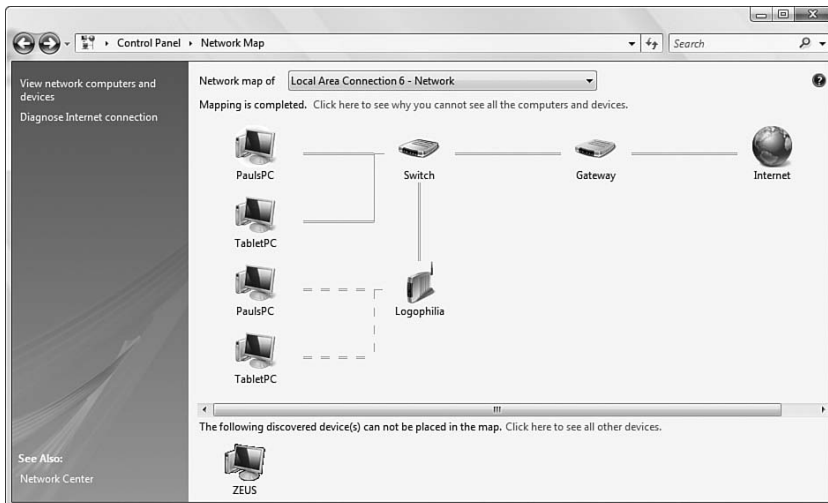 Control Panel ▸ Network Map
Search
View network computers and devices
Diagnose Internet connection
Network map of Local Area Connection 6 - Network
Mapping is completed. Click here to see why you cannot see all the computers and devices.
PaulsPC
Switch
Gateway
Internet
TabletPC
PaulsPC
Logophilia
TabletPC
The following discovered device(s) can not be placed in the map. Click here to see all other devices.
ZEUS
See Also:
Network Center